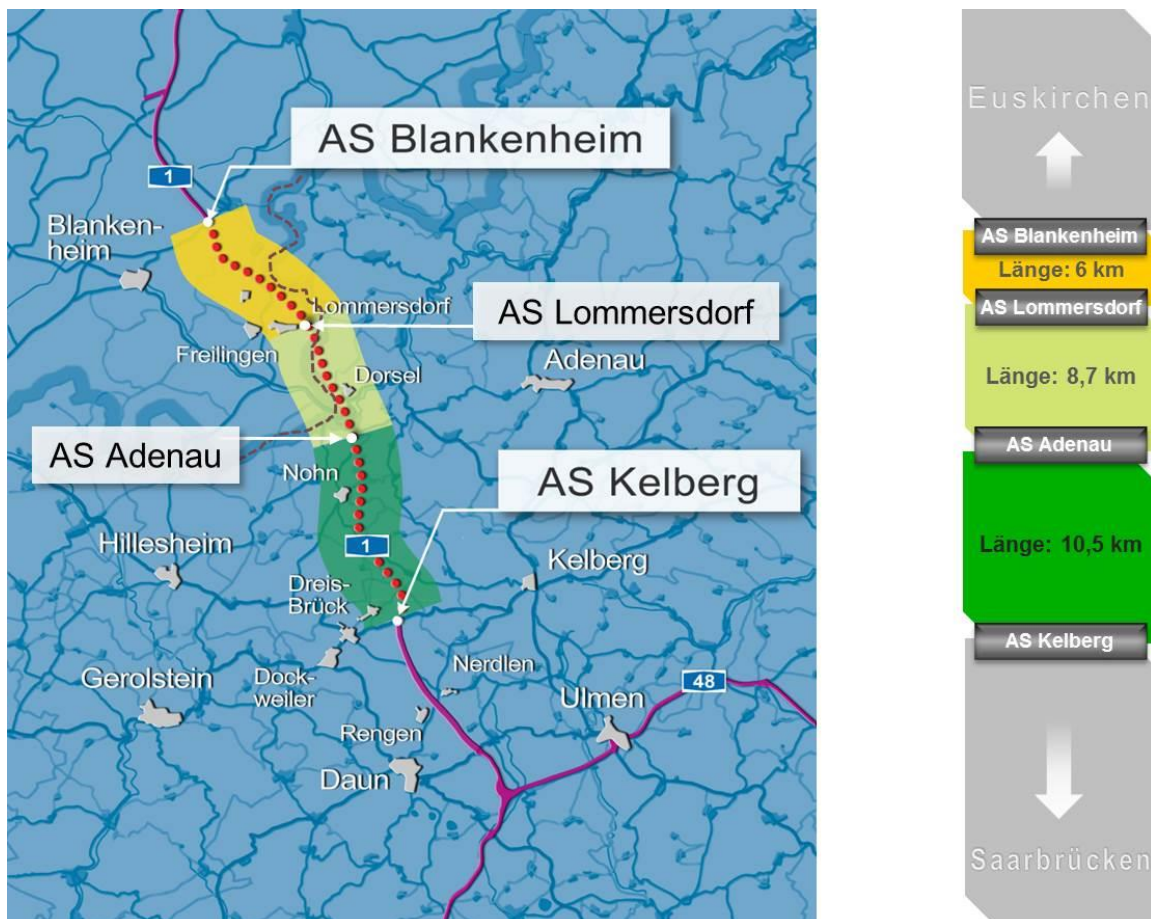 AS Blankenheim
1
Blanken-
heim
Lommersdorf
AS Lommersdorf
Freilingen
Adenau
Dorsel
AS Adenau
Nohn
AS Kelberg
Hillesheim
1
Kelberg
Dreis-
Brück
Gerolstein
Dock-
weiler
Nerdlen
48
Ulmen
Rengen
Daun
Euskirchen
AS Blankenheim
Länge: 6 km
AS Lommersdorf
Länge: 8,7 km
AS Adenau
Länge: 10,5 km
AS Kelberg
Saarbrücken